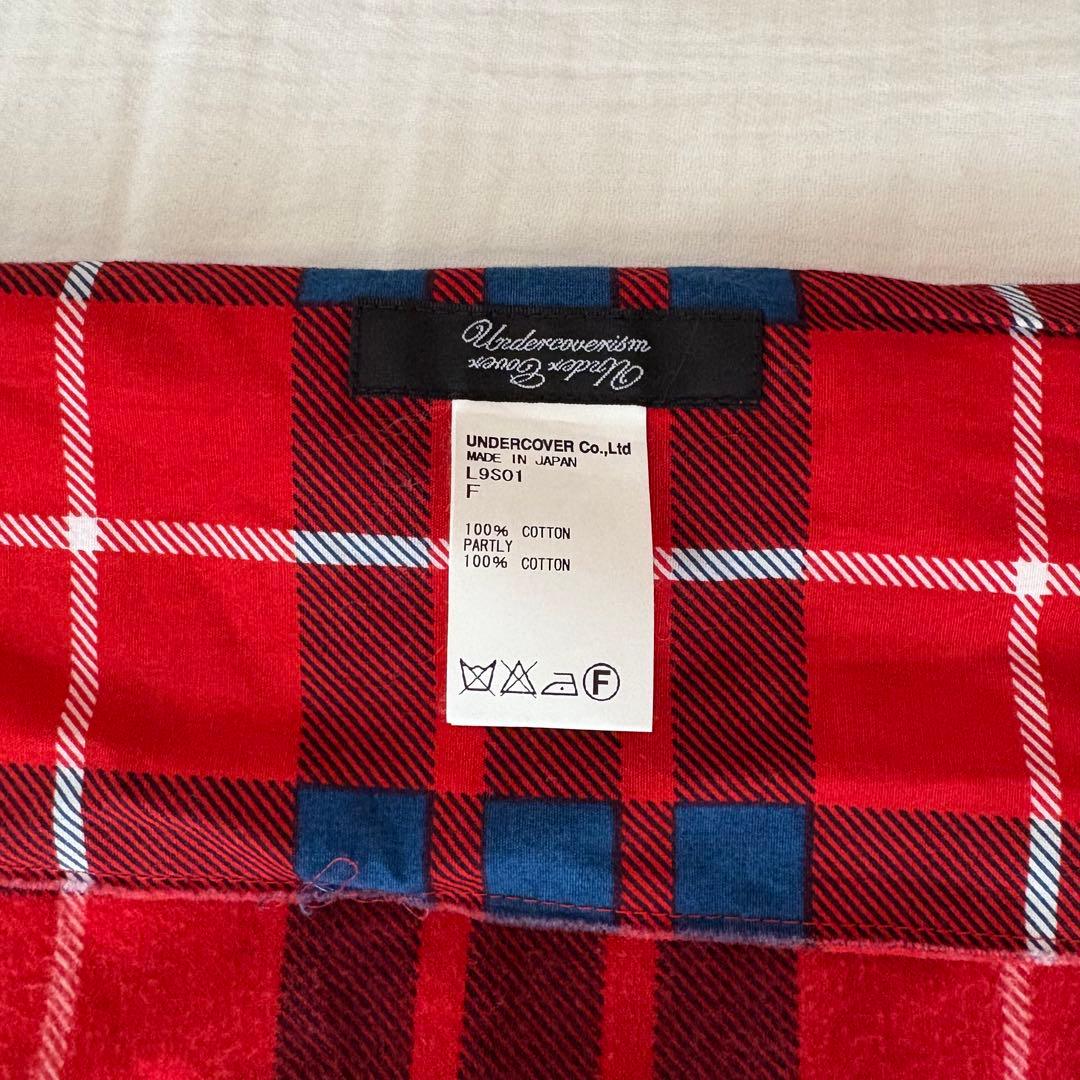 Undercoverism
Under Cover
UNDERCOVER Co.,Ltd
MADE IN JAPAN
L9S01
F
100% COTTON
PARTLY
100% COTTON
F